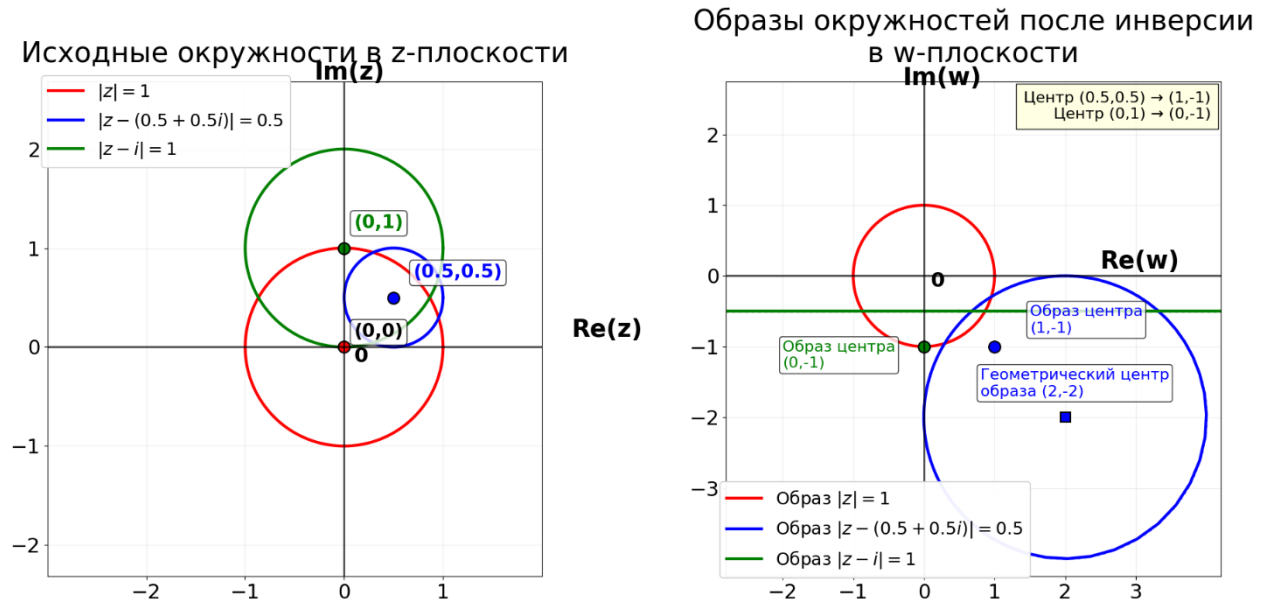 Исходные окружности в z-плоскости
Im(z)
|z| = 1
|z − (0.5 + 0.5i)| = 0.5
|z − i| = 1
(0,1)
(0.5,0.5)
(0,0)
0
Re(z)
2
1
0
−1
−2
−2
−1
0
1
Образы окружностей после инверсии
в w-плоскости
Im(w)
Центр (0.5,0.5) → (1,-1)
Центр (0,1) → (0,-1)
Re(w)
0
Образ центра
(1,-1)
Образ центра
(0,-1)
Геометрический центр
образа (2,-2)
Образ |z| = 1
Образ |z − (0.5 + 0.5i)| = 0.5
Образ |z − i| = 1
2
1
0
−1
−2
−3
−2
−1
0
1
2
3